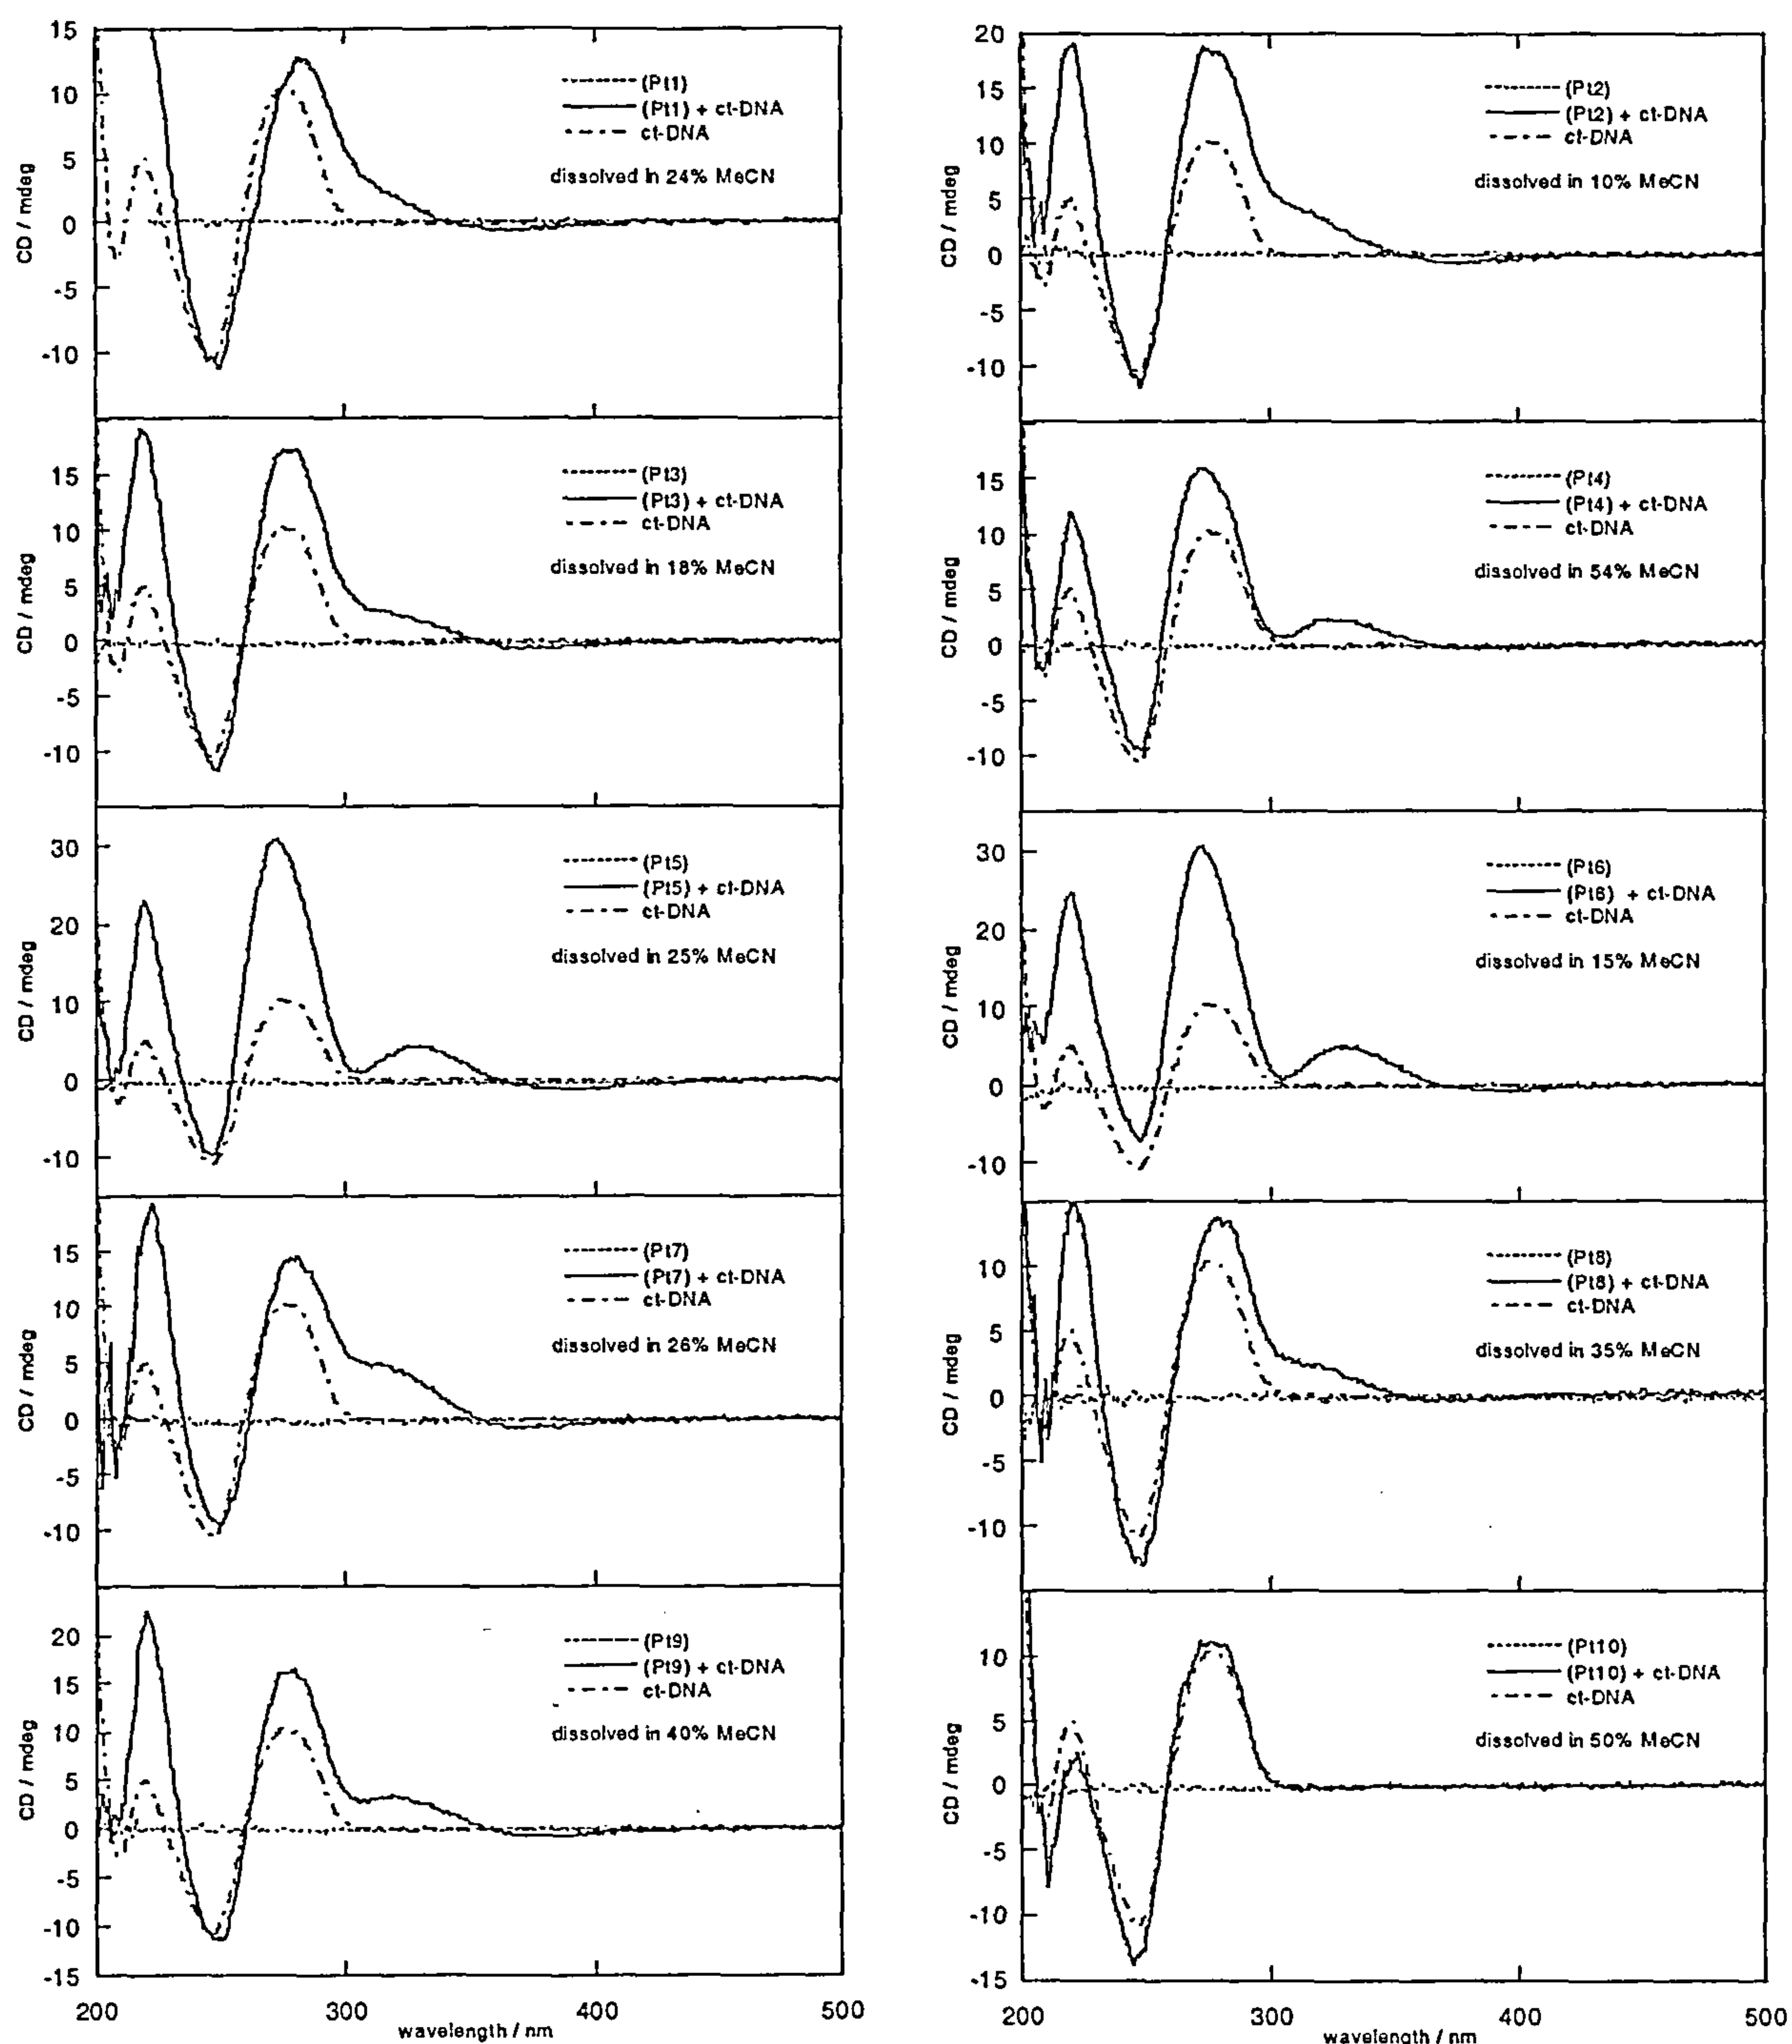 15
10
5
0
-5
-10
CD / mdeg
(Pt1)
(Pt1) + ct-DNA
ct-DNA
dissolved in 24% MeCN
20
15
10
5
0
-5
-10
CD / mdeg
(Pt2)
(Pt2) + ct-DNA
ct-DNA
dissolved in 10% MeCN
15
10
5
0
-5
-10
CD / mdeg
(Pt3)
(Pt3) + ct-DNA
ct-DNA
dissolved in 18% MeCN
15
10
5
0
-5
-10
CD / mdeg
(Pt4)
(Pt4) + ct-DNA
ct-DNA
dissolved in 54% MeCN
30
20
10
0
-10
CD / mdeg
(Pt5)
(Pt5) + ct-DNA
ct-DNA
dissolved in 25% MeCN
30
20
10
0
-10
CD / mdeg
(Pt6)
(Pt6) + ct-DNA
ct-DNA
dissolved in 15% MeCN
15
10
5
0
-5
-10
CD / mdeg
(Pt7)
(Pt7) + ct-DNA
ct-DNA
dissolved in 26% MeCN
10
5
0
-5
-10
CD / mdeg
(Pt8)
(Pt8) + ct-DNA
ct-DNA
dissolved in 35% MeCN
20
15
10
5
0
-5
-10
-15
CD / mdeg
(Pt9)
(Pt9) + ct-DNA
ct-DNA
dissolved in 40% MeCN
200
300
400
500
wavelength / nm
10
5
0
-5
-10
-15
CD / mdeg
(Pt10)
(Pt10) + ct-DNA
ct-DNA
dissolved in 50% MeCN
200
300
400
500
wavelength / nm